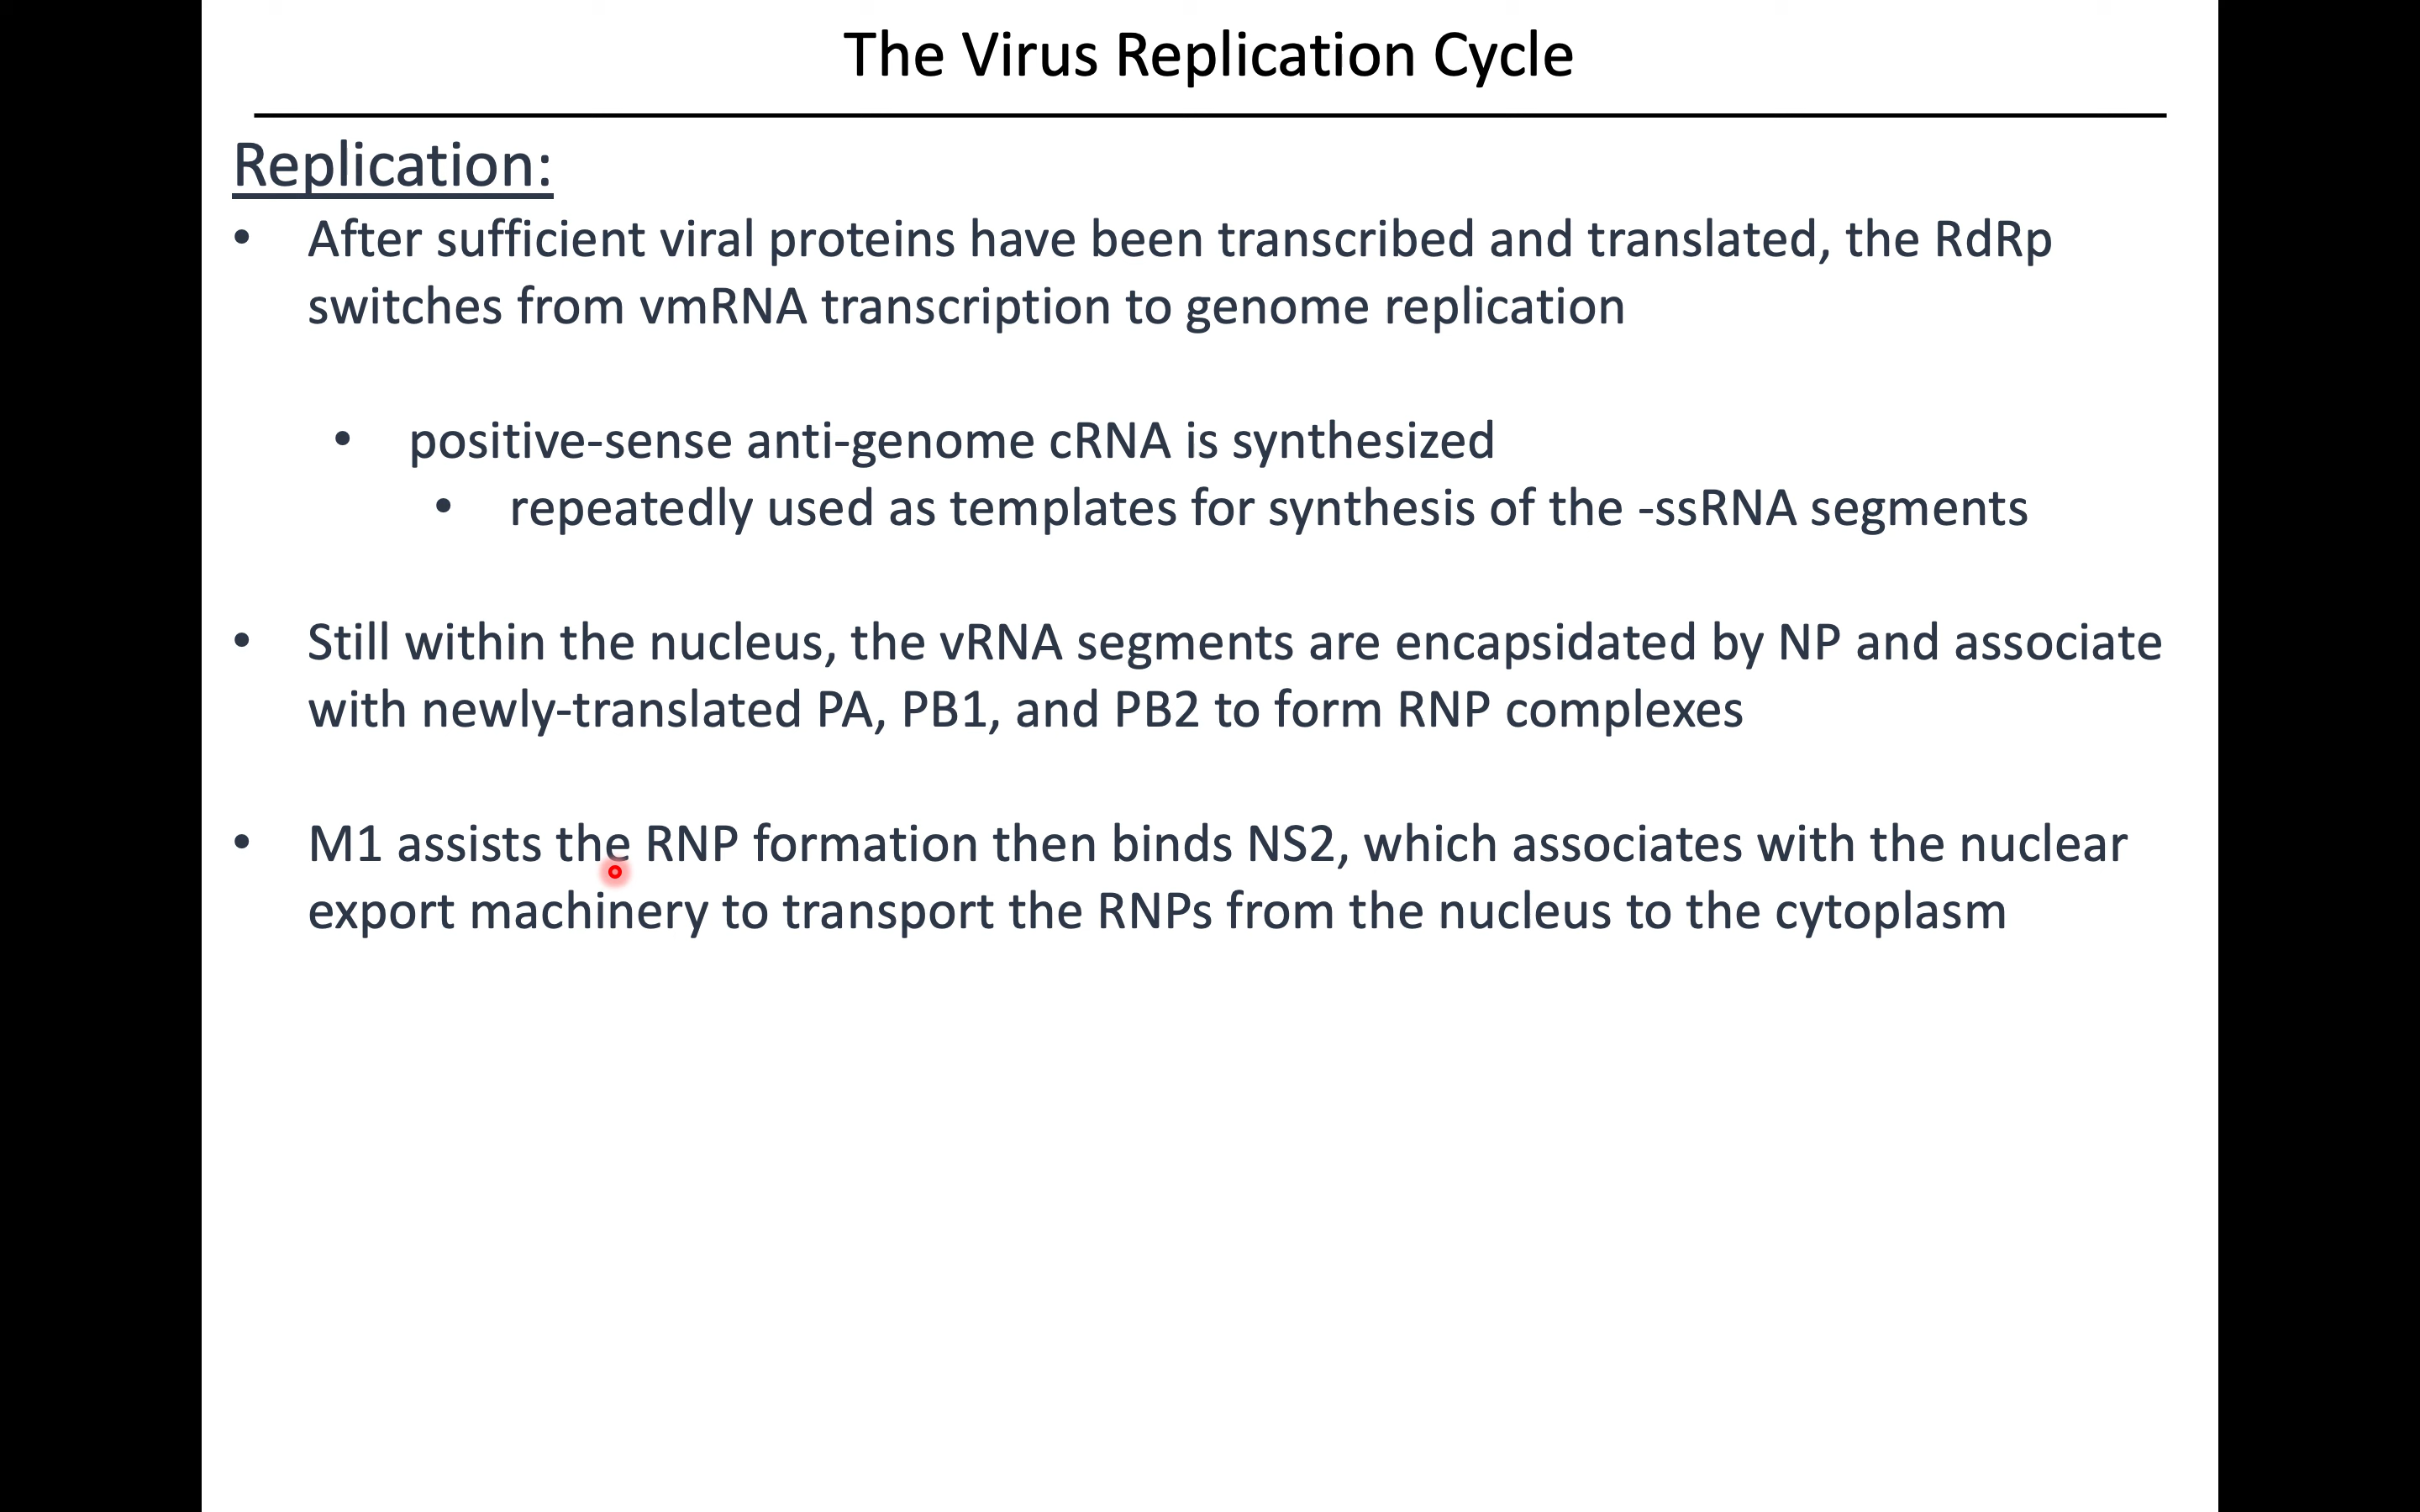 The Virus Replication Cycle
Replication:
• After sufficient viral proteins have been transcribed and translated, the RdRp
switches from vmRNA transcription to genome replication
• positive-sense anti-genome cRNA is synthesized
• repeatedly used as templates for synthesis of the -ssRNA segments
• Still within the nucleus, the vRNA segments are encapsidated by NP and associate
with newly-translated PA, PB1, and PB2 to form RNP complexes
• M1 assists the RNP formation then binds NS2, which associates with the nuclear
export machinery to transport the RNPs from the nucleus to the cytoplasm